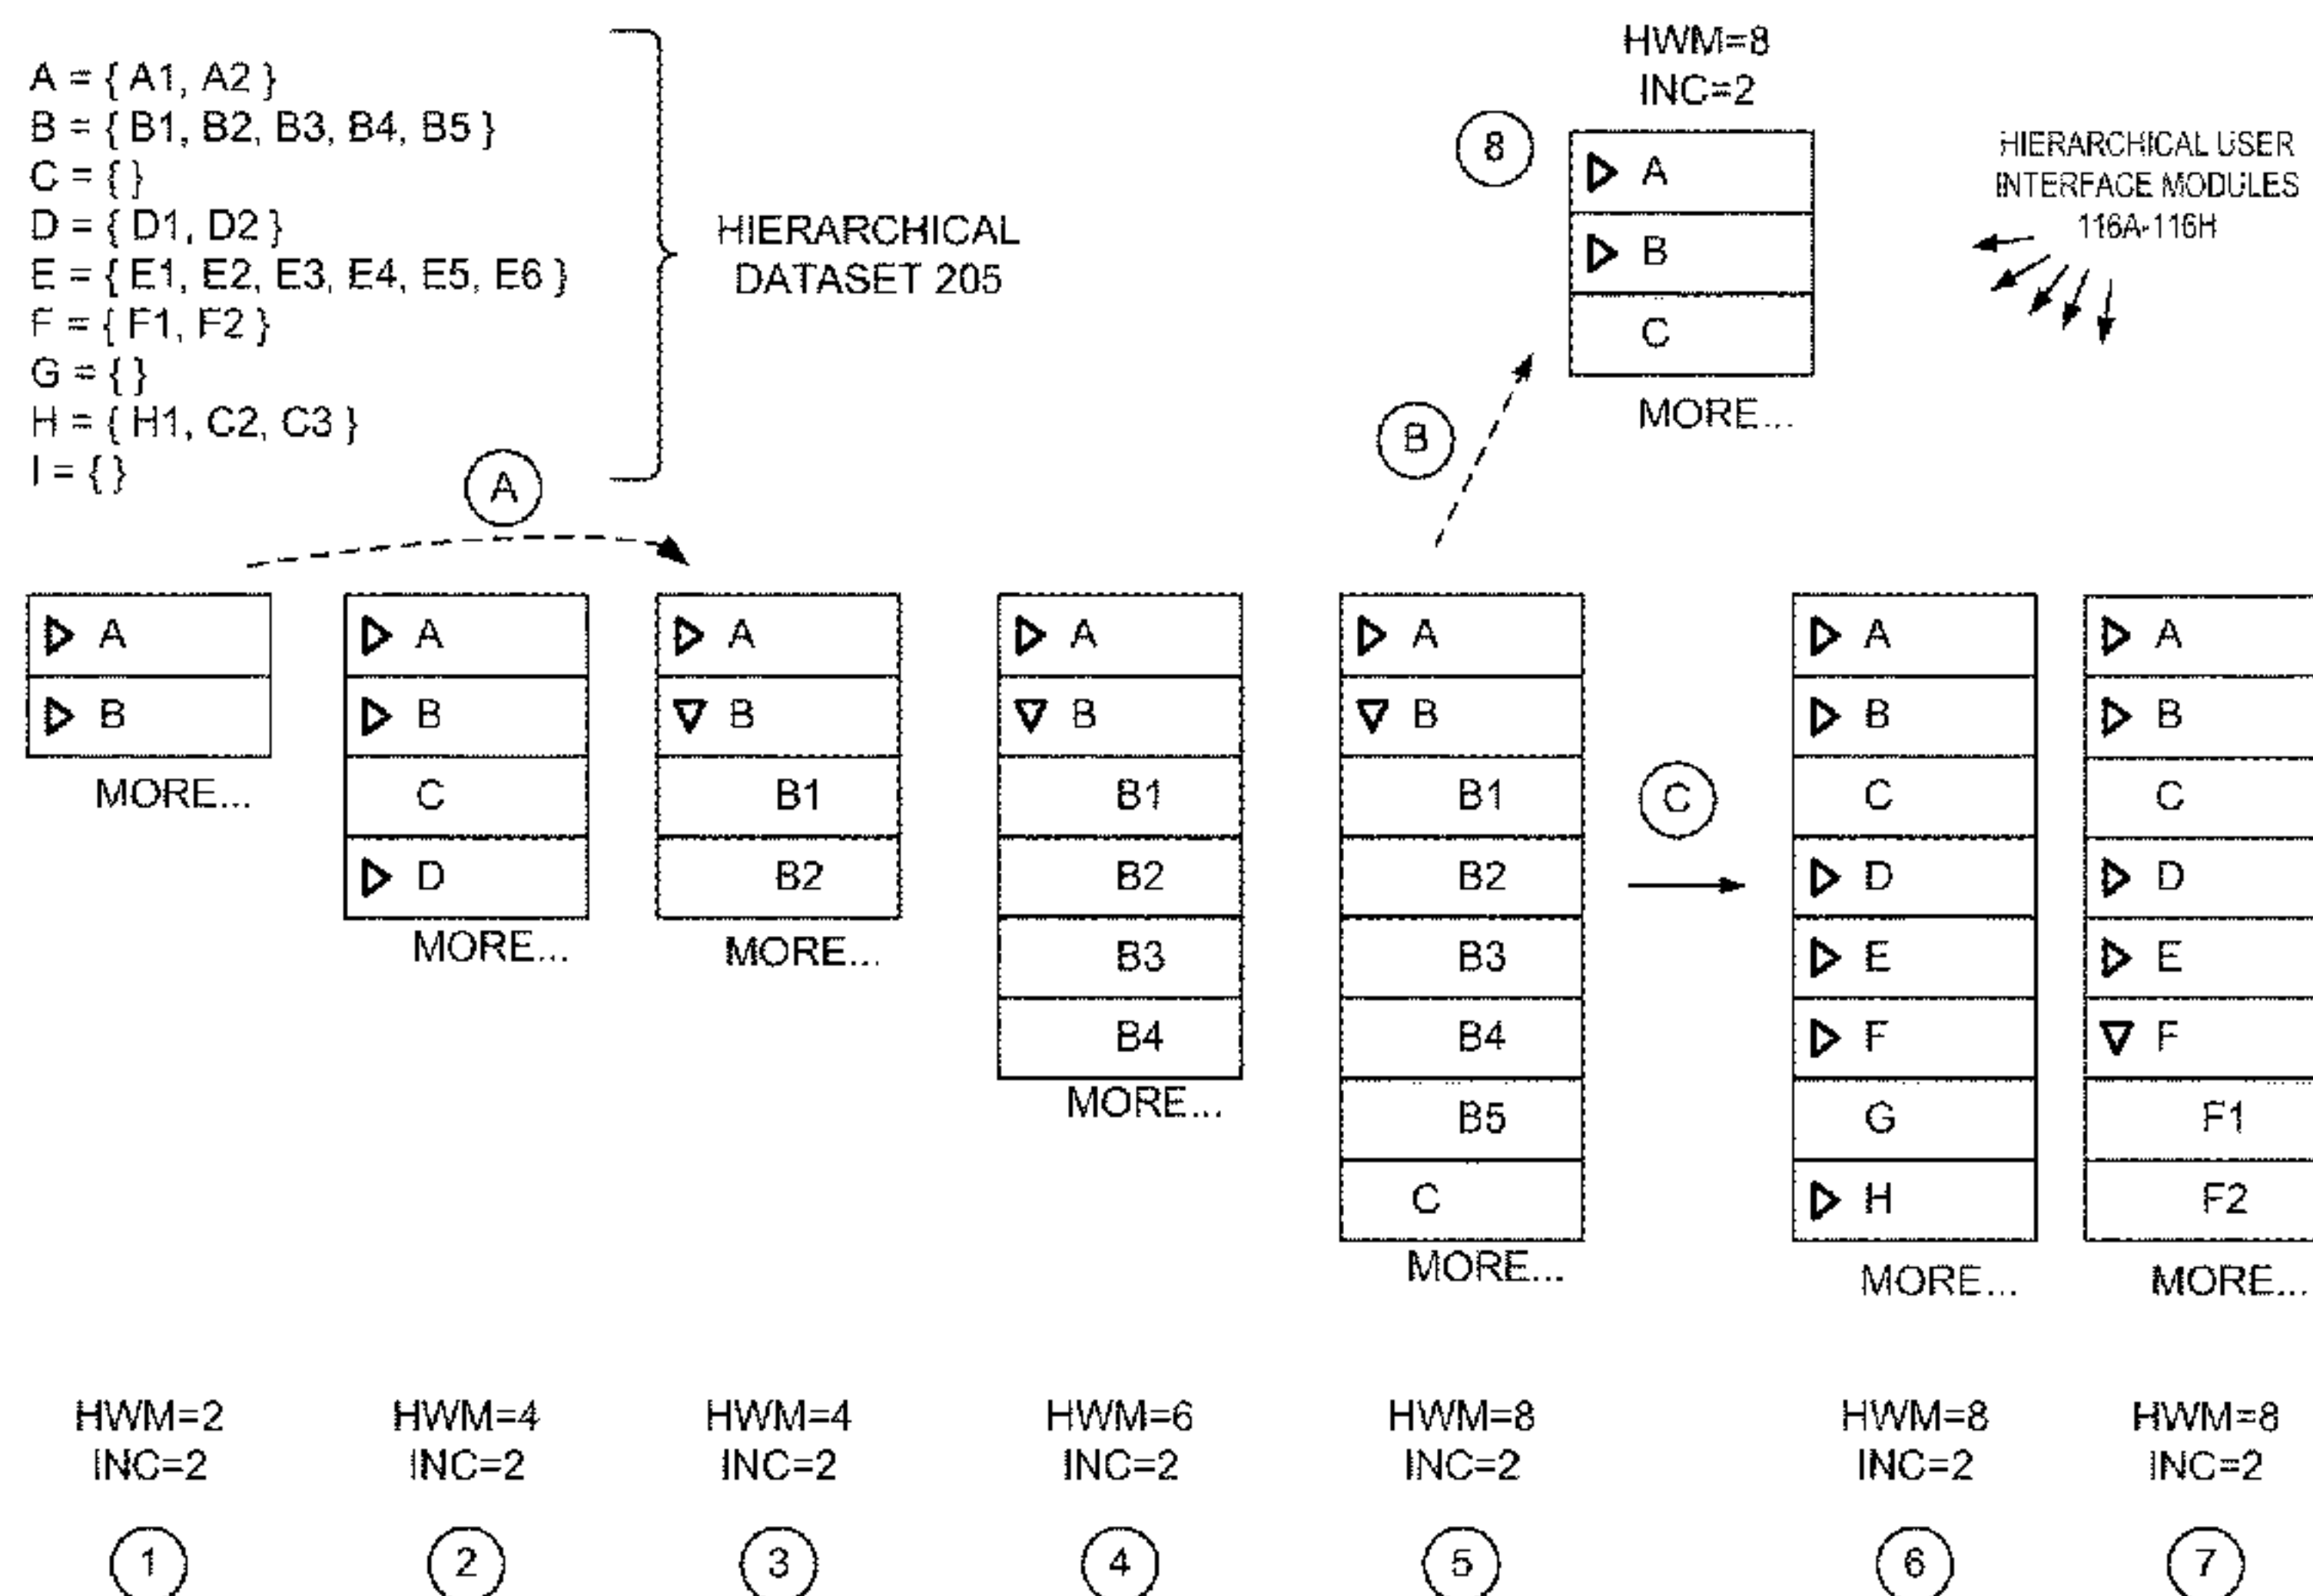 A = { A1, A2 }
B = { B1, B2, B3, B4, B5 }
C = { }
D = { D1, D2 }
E = { E1, E2, E3, E4, E5, E6 }
F = { F1, F2 }
G = { }
H = { H1, C2, C3 }
I = { }
HIERARCHICAL
DATASET 205
HWM=8
INC=2
8
A
B
C
MORE...
HIERARCHICAL USER
INTERFACE MODULES
116A-116H
A
B
A
B
MORE...
A
B
C
D
MORE...
A
B
B1
B2
MORE...
A
B
B1
B2
B3
B4
MORE...
A
B
B1
B2
B3
B4
B5
C
MORE...
C
A
B
C
D
E
F
G
H
MORE...
A
B
C
D
E
F
F1
F2
MORE...
HWM=2
INC=2
1
HWM=4
INC=2
2
HWM=4
INC=2
3
HWM=6
INC=2
4
HWM=8
INC=2
5
HWM=8
INC=2
6
HWM=8
INC=2
7